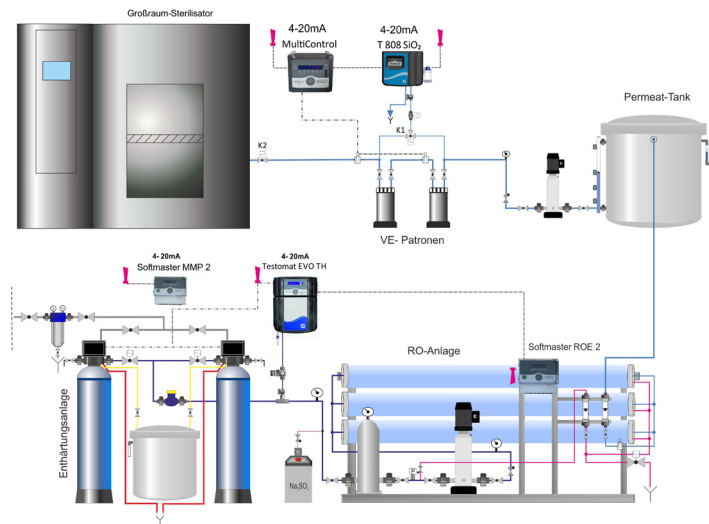 Großraum-Sterilisator
4-20mA
MultiControl
4-20mA
T 808 SiO₂
Permeat-Tank
K1
K2
VE- Patronen
4- 20mA
Softmaster MMP 2
4- 20mA
Testomat EVO TH
RO-Anlage
Softmaster ROE 2
Enthärtungsanlage
P